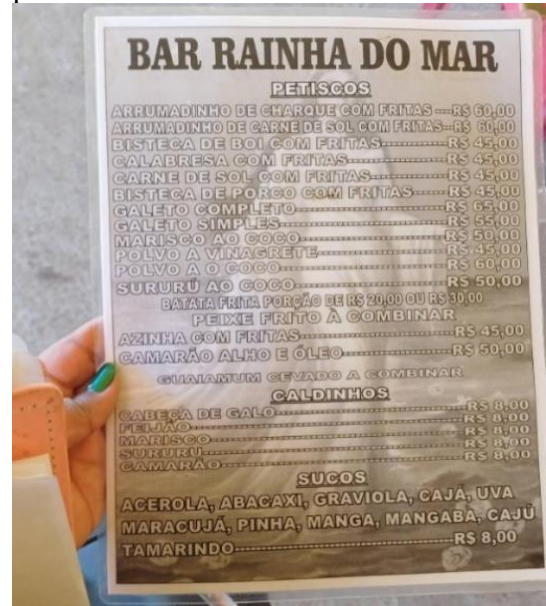 BAR RAINHA DO MAR
PETISCOS
ARRUMADINHO DE CHARQUE COM FRITAS ----R$ 60,00
ARRUMADINHO DE CARNE DE SOL COM FRITAS--R$ 60,00
BISTECA DE BOI COM FRITAS-----------R$ 45,00
CALABRESA COM FRITAS-----------------R$ 45,00
CARNE DE SOL COM FRITAS-------------R$ 45,00
BISTECA DE PORCO COM FRITAS------R$ 45,00
GALETO COMPLETO-----------------------R$ 65,00
GALETO SIMPLES--------------------------R$ 55,00
MARISCO AO COCO------------------------R$ 50,00
POLVO A VINAGRETE---------------------R$ 45,00
POLVO A O COCO--------------------------R$ 60,00
SURURÚ AO COCO-------------------------R$ 50,00
BATATA FRITA PORÇÃO DE R$ 20,00 OU R$ 30,00
PEIXE FRITO À COMBINAR
AZINHA COM FRITAS---------------------R$ 45,00
CAMARÃO ALHO E ÓLEO----------------R$ 50,00
GUAIAMUM CEVADO A COMBINAR
CALDINHOS
CABEÇA DE GALO--------------------------R$ 8,00
FEIJÃO---------------------------------------R$ 8,00
MARISCO------------------------------------R$ 8,00
SURURU--------------------------------------R$ 8,00
CAMARÃO------------------------------------R$ 8,00
SUCOS
ACEROLA, ABACAXI, GRAVIOLA, CAJÁ, UVA
MARACUJÁ, PINHA, MANGA, MANGABA, CAJÚ
TAMARINDO--------------------------------R$ 8,00